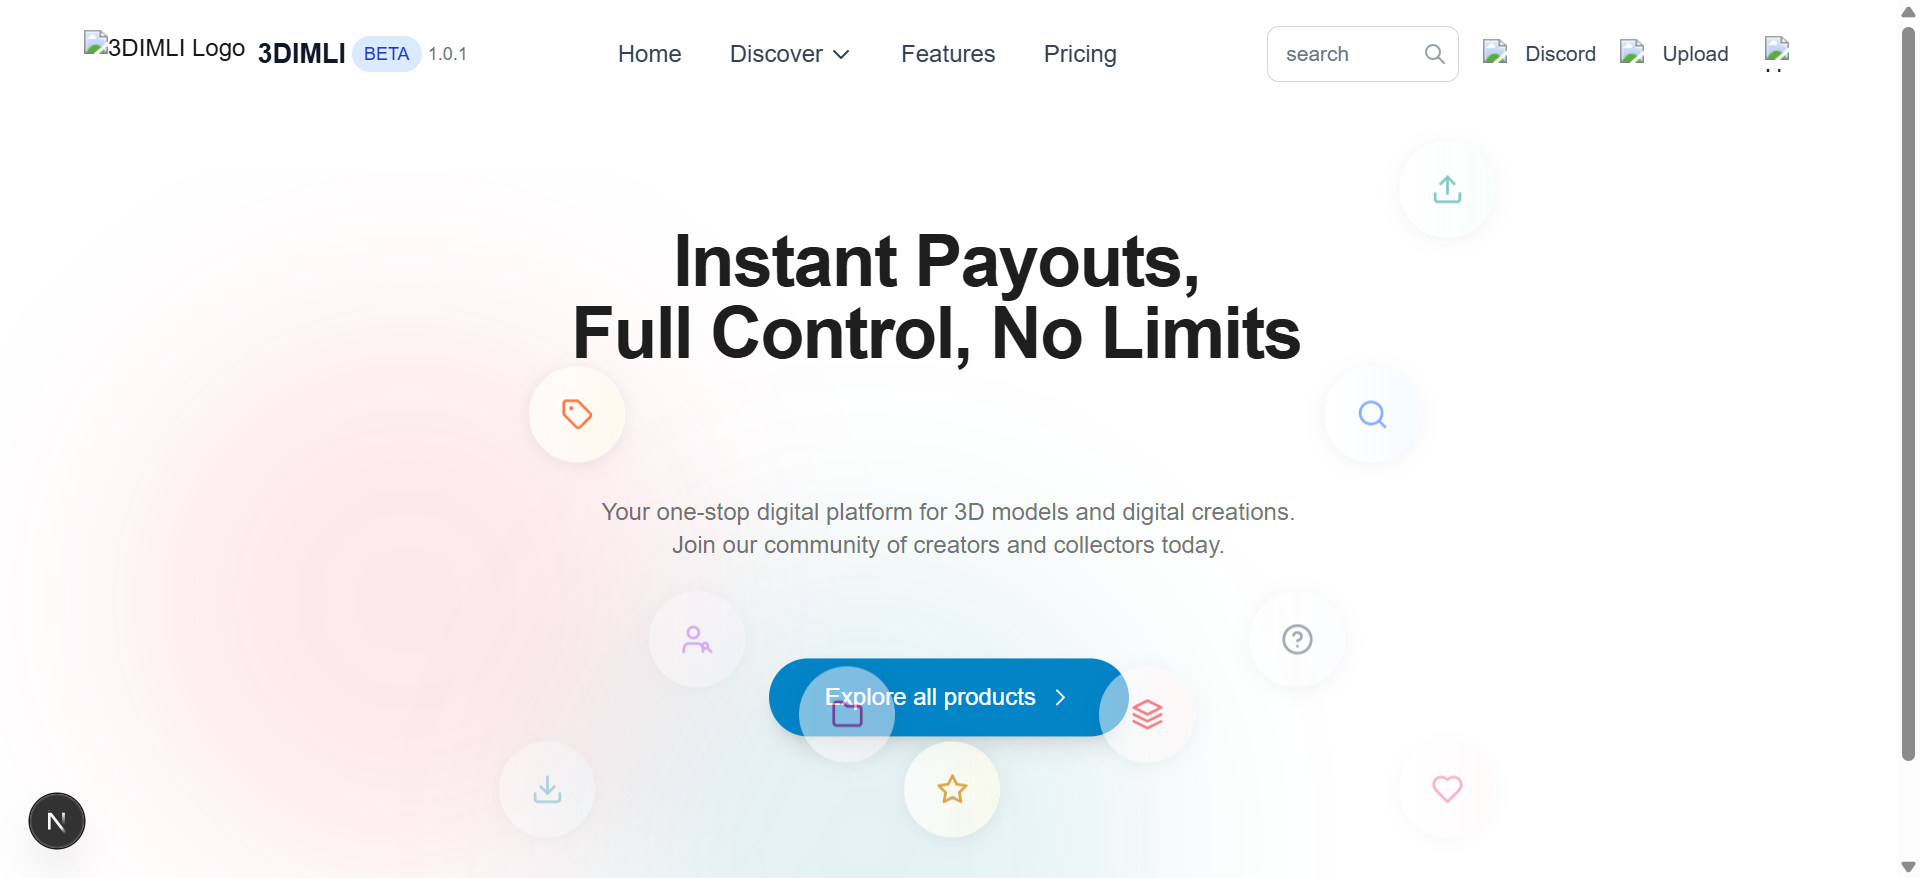 3DIMLI Logo 3DIMLI BETA 1.0.1
Home
Discover
Features
Pricing
search
Discord
Upload
Instant Payouts,
Full Control, No Limits
Your one-stop digital platform for 3D models and digital creations.
Join our community of creators and collectors today.
Explore all products
N